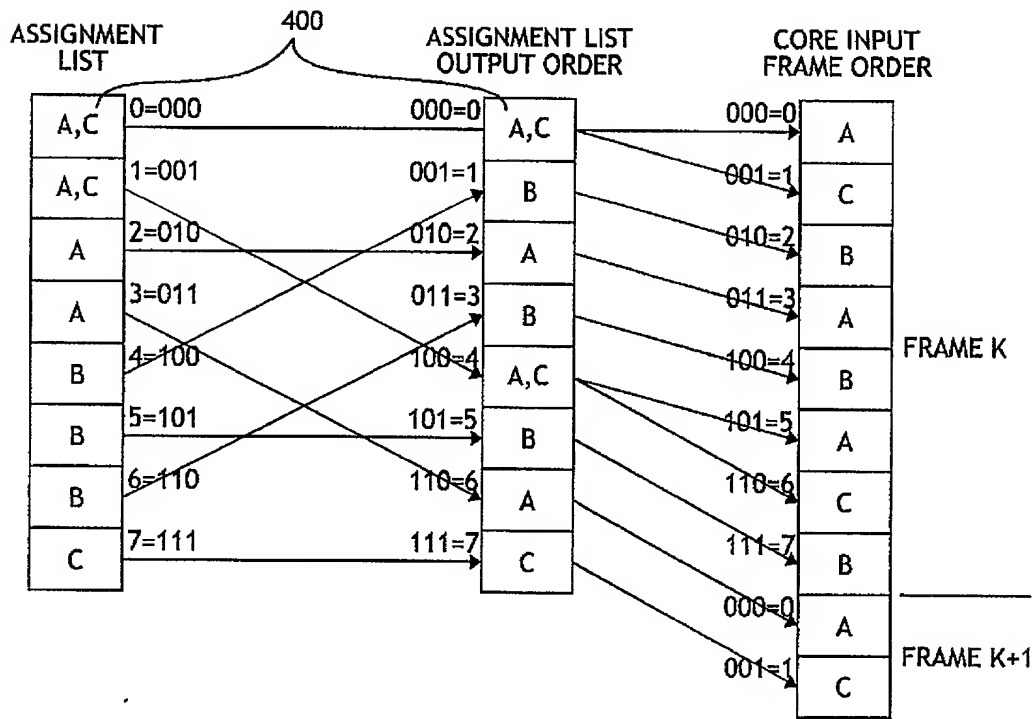 400
ASSIGNMENT LIST
ASSIGNMENT LIST OUTPUT ORDER
CORE INPUT FRAME ORDER
A,C 0=000 000=0 A,C 000=0 A
A,C 1=001 001=1 B 001=1 C
A 2=010 010=2 A 010=2 B
A 3=011 011=3 B 011=3 A
B 4=100 100=4 A,C 100=4 B
B 5=101 101=5 B 101=5 A
B 6=110 110=6 A 110=6 C
C 7=111 111=7 C 111=7 B
FRAME K
000=0 A
001=1 C
FRAME K+1